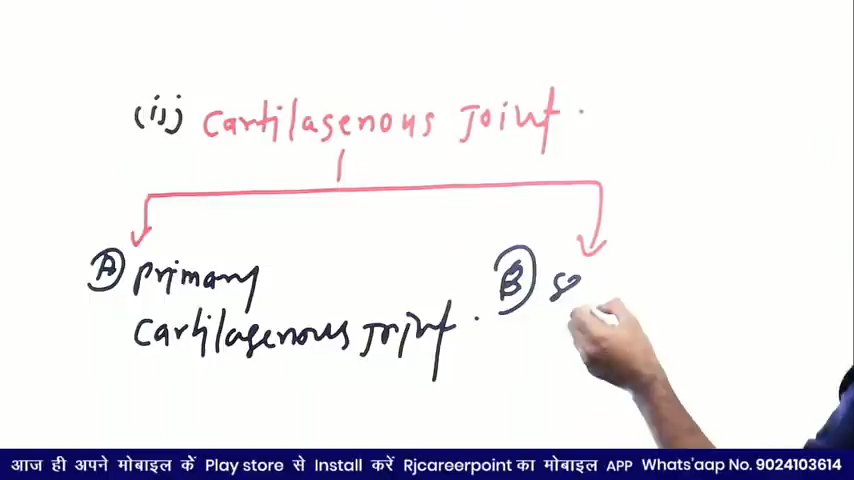 (ii) Cartilagenous Joint.
A Primary
Cartilagenous Joint.
B se
आज ही अपने मोबाइल कें Play store से Install करें Rjcareerpoint का मोबाइल APP Whats'aap No. 9024103614